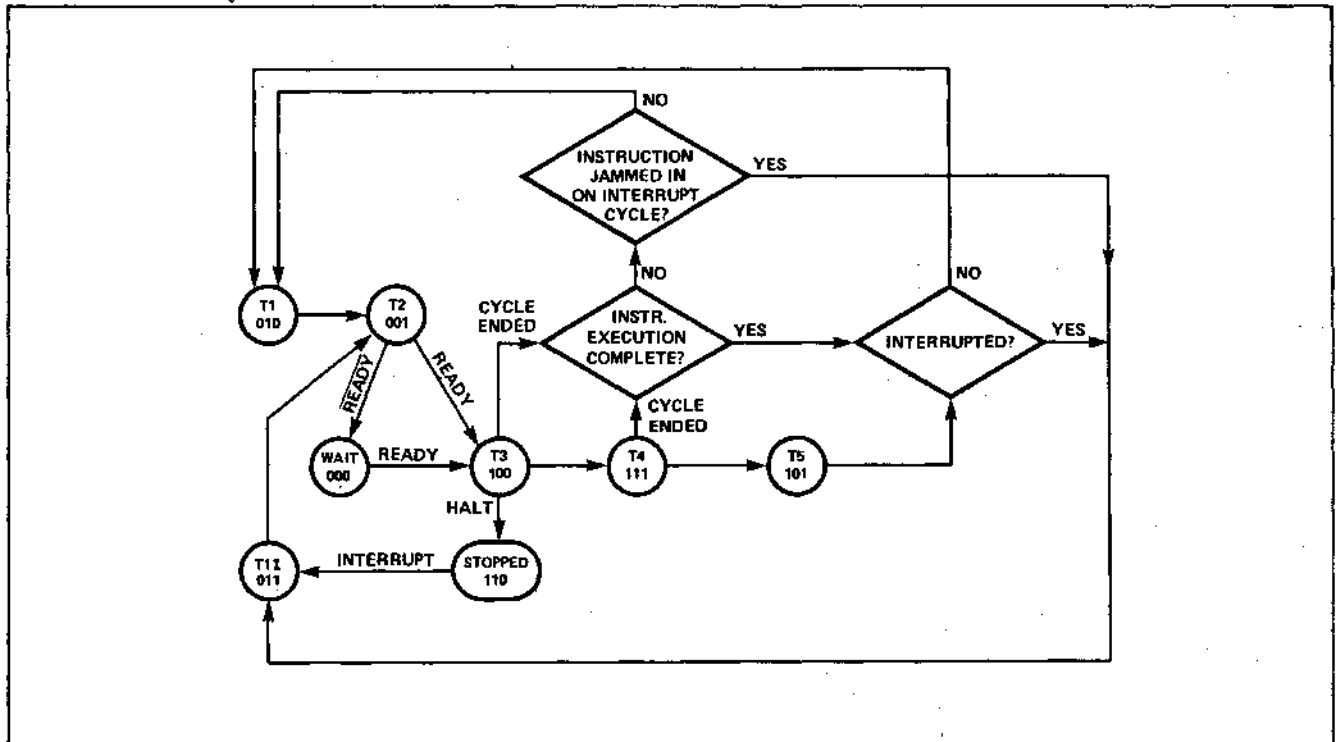 NO
INSTRUCTION
JAMMED IN
ON INTERRUPT
CYCLE?
YES
NO
NO
T1
010
T2
001
CYCLE
ENDED
INSTR.
EXECUTION
COMPLETE?
YES
INTERRUPTED?
YES
READY
READY
CYCLE
ENDED
WAIT
000
READY
T3
100
T4
111
T5
101
HALT
T1I
011
INTERRUPT
STOPPED
110